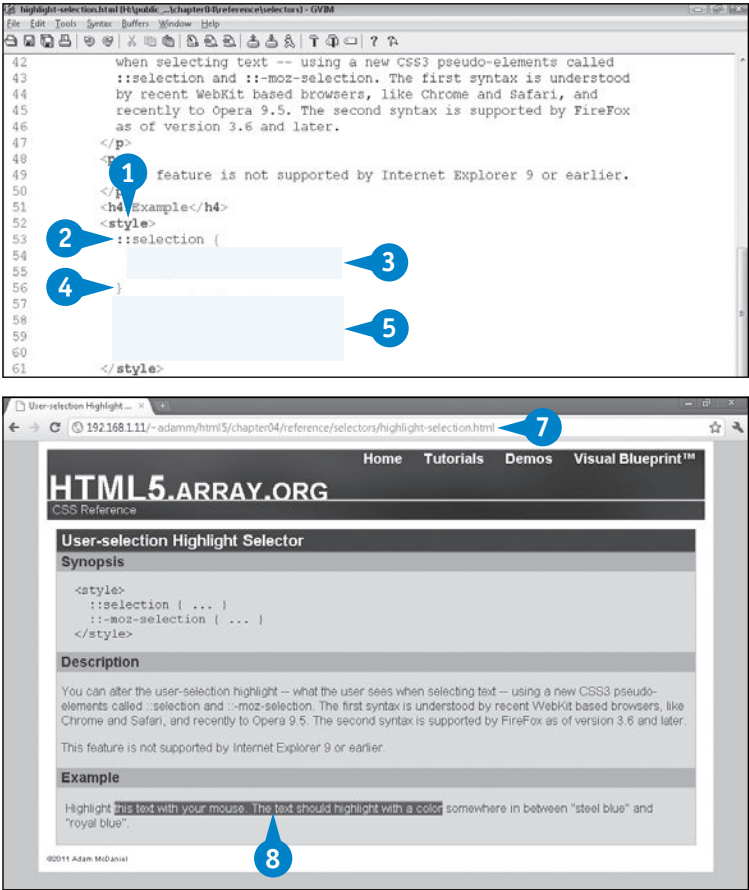 highlight-selection.html (H:\public_...\chapter04\reference\selectors) - GVIM
File Edit Tools Syntax Buffers Window Help
42 when selecting text -- using a new CSS3 pseudo-elements called
43 ::selection and ::-moz-selection. The first syntax is understood
44 by recent WebKit based browsers, like Chrome and Safari, and
45 recently to Opera 9.5. The second syntax is supported by FireFox
46 as of version 3.6 and later.
47 </p>
48 <p
49 feature is not supported by Internet Explorer 9 or earlier.
1
50 </p
51 <h4 Example</h4>
52 <style>
2
53 ::selection {
54
3
55
4
56 }
57
58
5
59
60
61 </style>
User-selection Highlight ...
192.168.1.11/~adamm/html5/chapter04/reference/selectors/highlight-selection.html
7
Home Tutorials Demos Visual Blueprint™
HTML5.ARRAY.ORG
CSS Reference
User-selection Highlight Selector
Synopsis
<style>
::selection { ... }
::-moz-selection { ... }
</style>
Description
You can alter the user-selection highlight -- what the user sees when selecting text -- using a new CSS3 pseudo-
elements called ::selection and ::-moz-selection. The first syntax is understood by recent WebKit based browsers, like
Chrome and Safari, and recently to Opera 9.5. The second syntax is supported by FireFox as of version 3.6 and later.
This feature is not supported by Internet Explorer 9 or earlier.
Example
Highlight this text with your mouse. The text should highlight with a color somewhere in between "steel blue" and
"royal blue".
8
©2011 Adam McDaniel